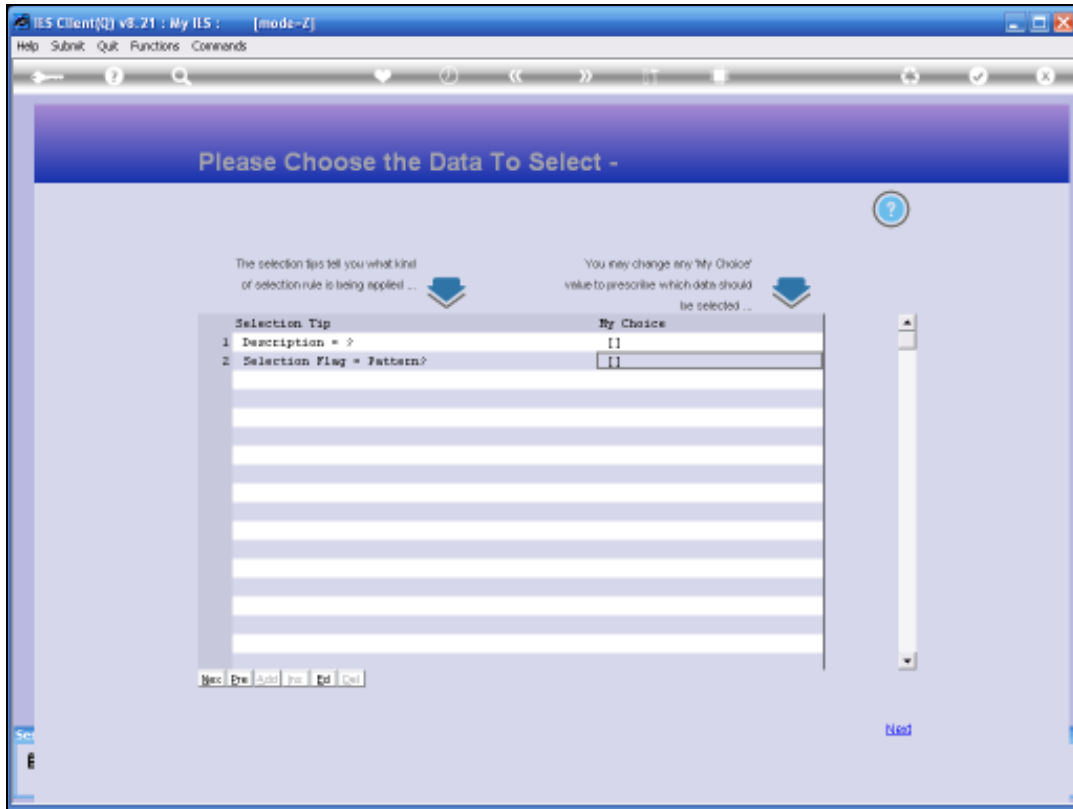 IES Client(Q) v8.21 : My IES : [mode-Z]
Help Submit Quit Functions Commands
Please Choose the Data To Select -
The selection tips tell you what kind
of selection rule is being applied ...
You may change any 'My Choice'
value to prescribe which data should
be selected ...
Selection Tip My Choice
1 Description = ? []
2 Selection Flag = Pattern? []
Nex Pre Add Ins Ed Del
Next